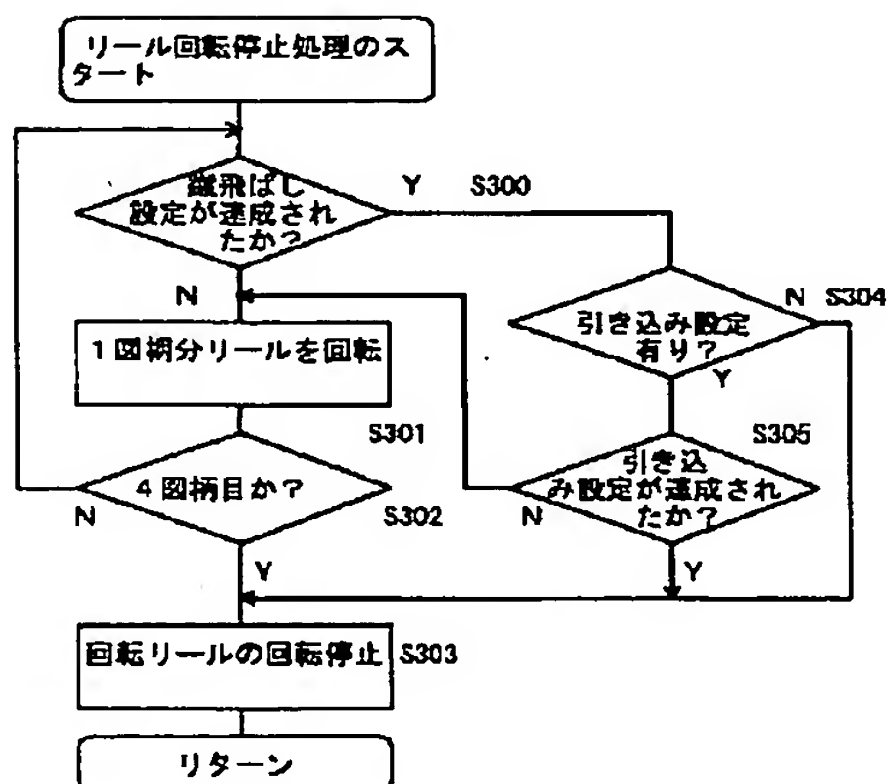 リール回転停止処理のス
タート
蹴飛ばし
設定が達成され
たか？
Y
S300
N
引き込み設定
有り？
N
S304
Y
1図柄分リールを回転
S301
引き込
み設定が達成され
たか？
S305
N
Y
4図柄目か？
N
S302
Y
回転リールの回転停止
S303
リターン